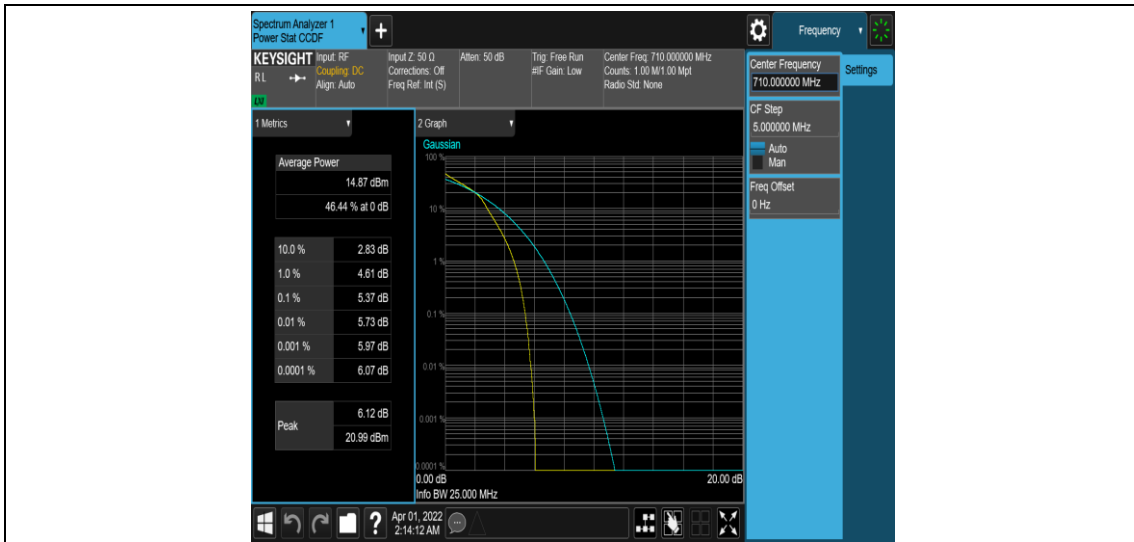 Spectrum Analyzer 1
Power Stat CCDF
+
Frequency
KEYSIGHT
RL
Input: RF
Coupling: DC
Align: Auto
Input Z: 50 Ω
Corrections: Off
Freq Ref: Int (S)
Atten: 50 dB
Trig: Free Run
#IF Gain: Low
Center Freq: 710.000000 MHz
Counts: 1.00 M/1.00 Mpt
Radio Std: None
Center Frequency
710.000000 MHz
Settings
CF Step
5.000000 MHz
Auto
Man
Freq Offset
0 Hz
1 Metrics
Average Power
14.87 dBm
46.44 % at 0 dB
10.0 % 2.83 dB
1.0 % 4.61 dB
0.1 % 5.37 dB
0.01 % 5.73 dB
0.001 % 5.97 dB
0.0001 % 6.07 dB
Peak
6.12 dB
20.99 dBm
2 Graph
Gaussian
100 %
10 %
1 %
0.1 %
0.01 %
0.001 %
0.0001 %
0.00 dB 20.00 dB
Info BW 25.000 MHz
?
Apr 01, 2022
2:14:12 AM